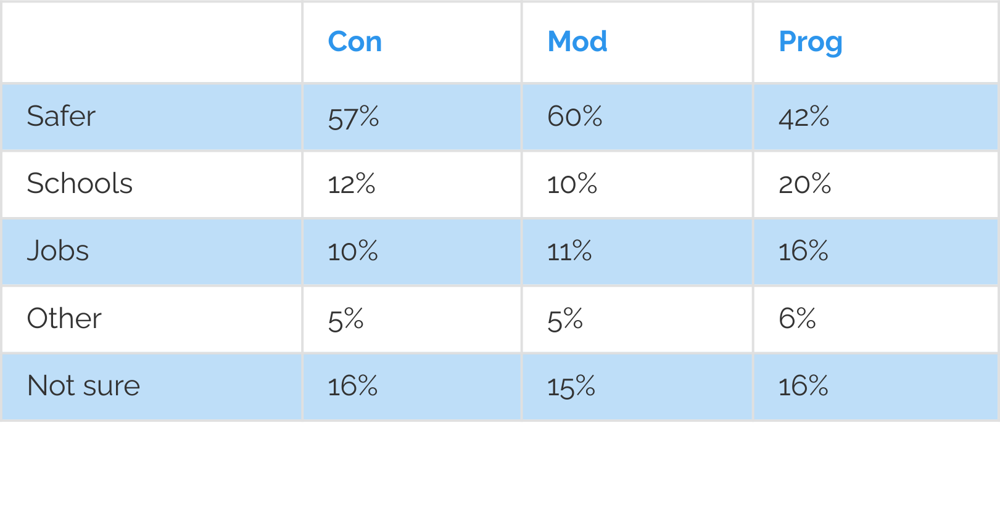 Con Mod Prog
Safer 57% 60% 42%
Schools 12% 10% 20%
Jobs 10% 11% 16%
Other 5% 5% 6%
Not sure 16% 15% 16%